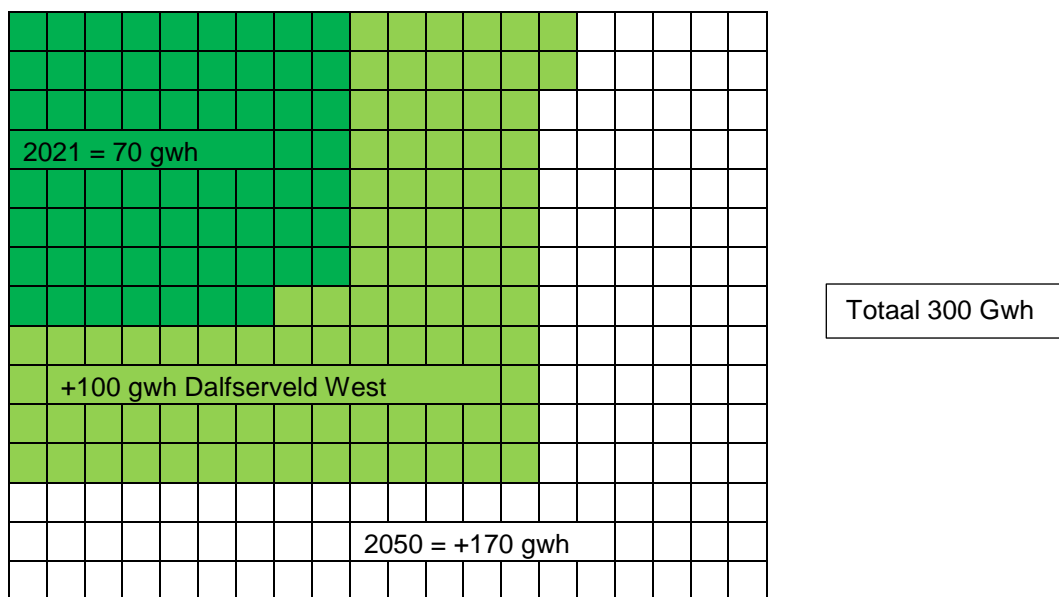 2021 = 70 gwh
Totaal 300 Gwh
+100 gwh Dalfserveld West
2050 = +170 gwh